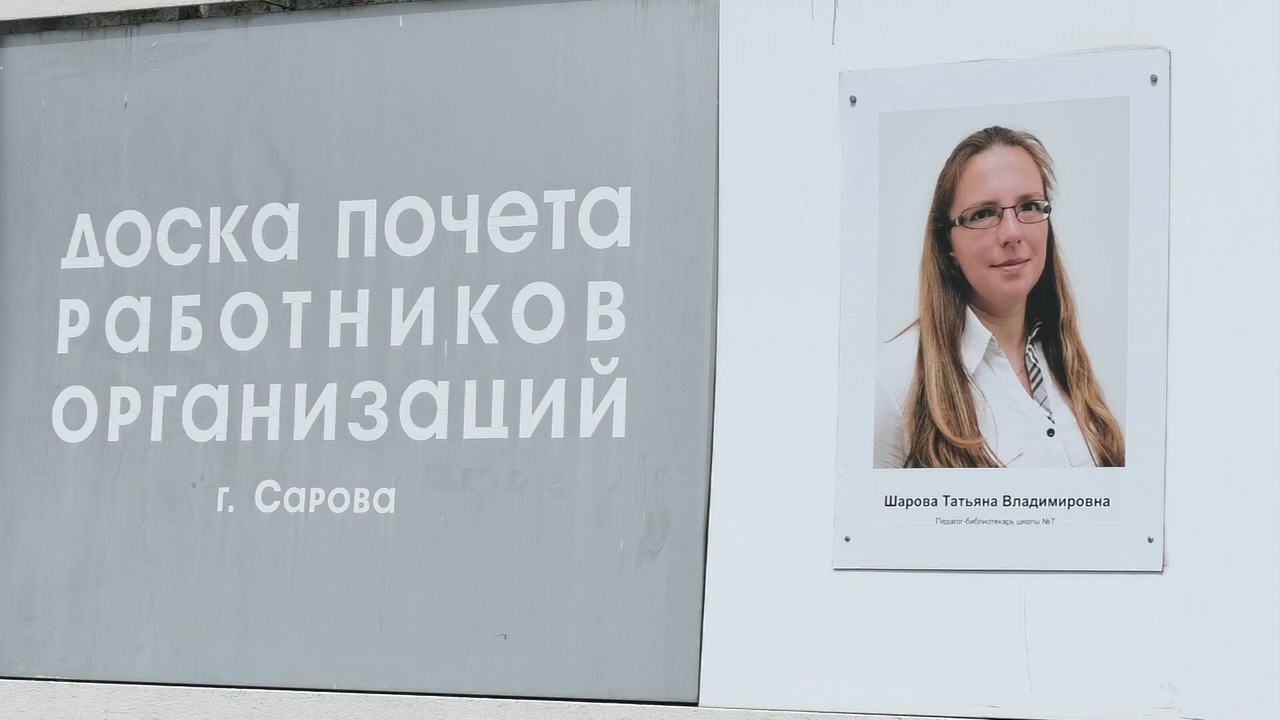 Доска почета
работников
организаций
г. Сарова
Шарова Татьяна Владимировна
Педагог-библиотекарь школы №7